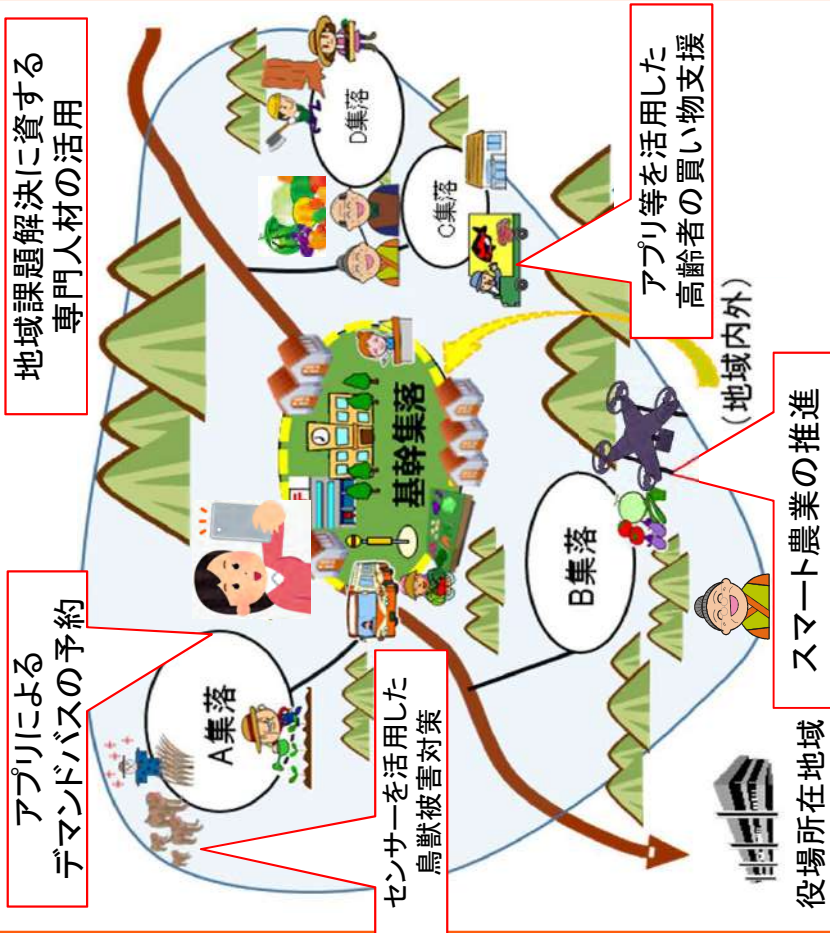 アプリによる
デマンドバスの予約
地域課題解決に資する
専門人材の活用
A集落
基幹集落
D集落
C集落
B集落
センサーを活用した
鳥獣被害対策
アプリ等を活用した
高齢者の買い物支援
(地域内外)
スマート農業の推進
役場所在地域